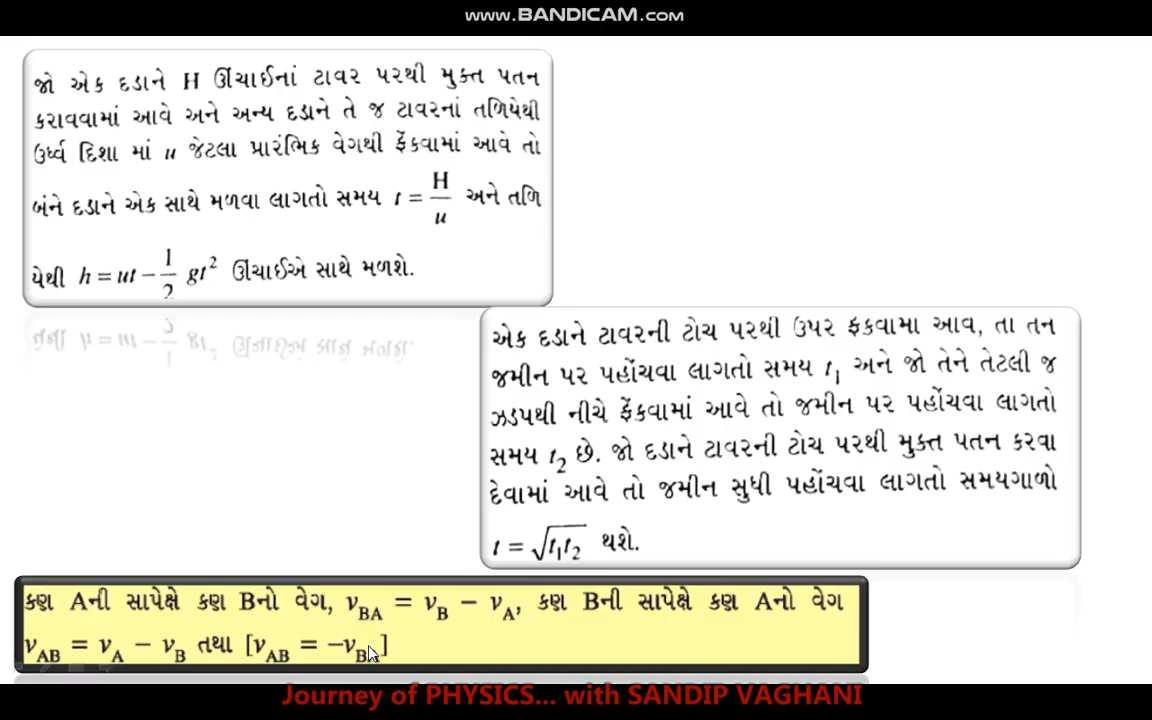 www.BANDICAM.com
જો એક દડાને H ઊંચાઈનાં ટાવર પરથી મુક્ત પતન
કરાવવામાં આવે અને અન્ય દડાને તે જ ટાવરનાં તળિયેથી
ઉર્ધ્વ દિશા માં u જેટલા પ્રારંભિક વેગથી ફેંકવામાં આવે તો
બંને દડાને એક સાથે મળવા લાગતો સમય t = H/u અને તળિ
યેથી h = ut − 1/2 gt² ઊંચાઈએ સાથે મળશે.
એક દડાને ટાવરની ટોચ પરથી ઉપર ફકવામા આવ, તા તન
જમીન પર પહોંચવા લાગતો સમય t₁ અને જો તેને તેટલી જ
ઝડપથી નીચે ફેંકવામાં આવે તો જમીન પર પહોંચવા લાગતો
સમય t₂ છે. જો દડાને ટાવરની ટોચ પરથી મુક્ત પતન કરવા
દેવામાં આવે તો જમીન સુધી પહોંચવા લાગતો સમયગાળો
t = √t₁t₂ થશે.
કણ Aની સાપેક્ષે કણ Bનો વેગ, v_BA = v_B − v_A, કણ Bની સાપેક્ષે કણ Aનો વેગ
v_AB = v_A − v_B તથા [v_AB = −v_BA]
Journey of PHYSICS... with SANDIP VAGHANI